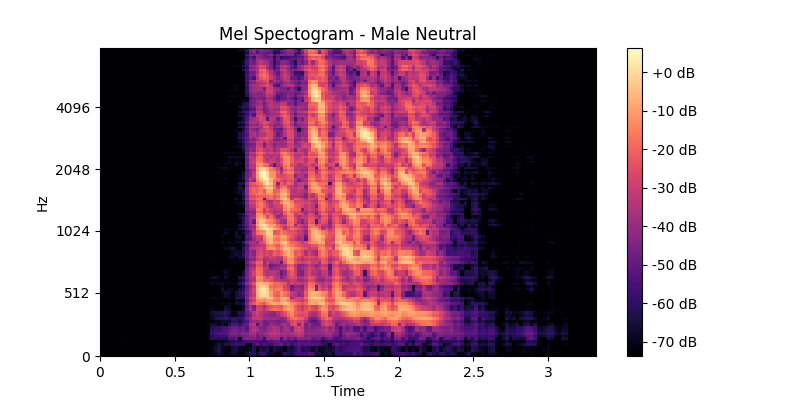 Mel Spectogram - Male Neutral
Hz
4096
2048
1024
512
0
0 0.5 1 1.5 2 2.5 3
Time
+0 dB
-10 dB
-20 dB
-30 dB
-40 dB
-50 dB
-60 dB
-70 dB